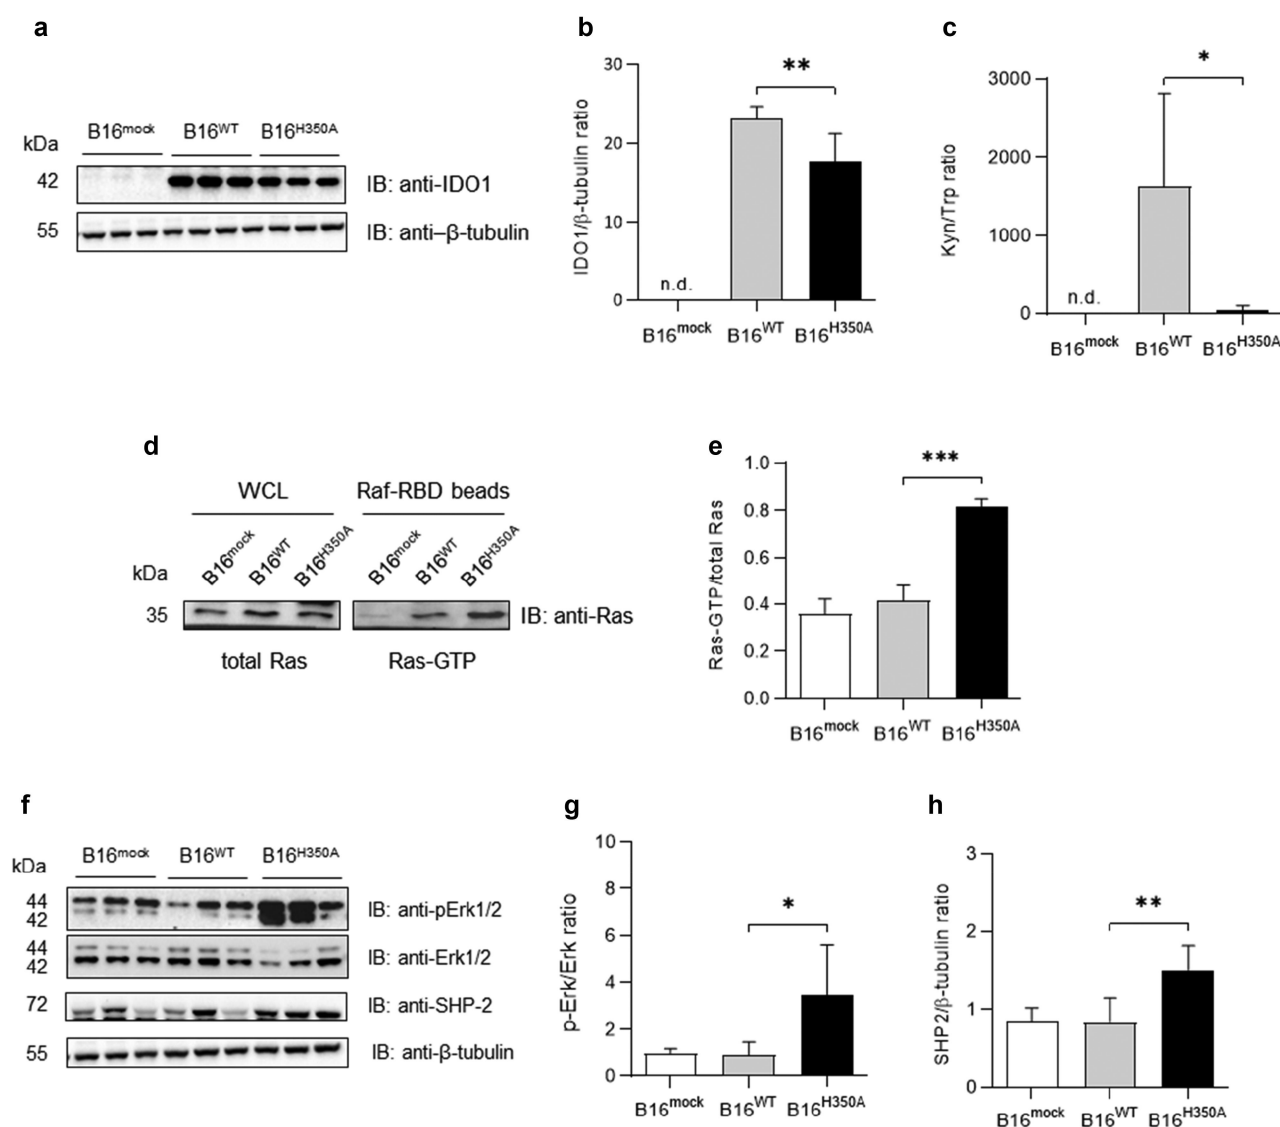 a
B16mock B16WT B16H350A
kDa
42 IB: anti-IDO1
55 IB: anti–β-tubulin
b
IDO1/β-tubulin ratio
30
20
10
0
**
n.d.
B16mock B16WT B16H350A
c
Kyn/Trp ratio
3000
2000
1000
0
*
n.d.
B16mock B16WT B16H350A
d
WCL Raf-RBD beads
B16mock B16WT B16H350A B16mock B16WT B16H350A
kDa
35 IB: anti-Ras
total Ras Ras-GTP
e
Ras-GTP/total Ras
1.0
0.8
0.6
0.4
0.2
0.0
***
B16mock B16WT B16H350A
f
B16mock B16WT B16H350A
kDa
44
42 IB: anti-pErk1/2
44
42 IB: anti-Erk1/2
72 IB: anti-SHP-2
55 IB: anti-β-tubulin
g
p-Erk/Erk ratio
10
8
6
4
2
0
*
B16mock B16WT B16H350A
h
SHP2/β-tubulin ratio
3
2
1
0
**
B16mock B16WT B16H350A